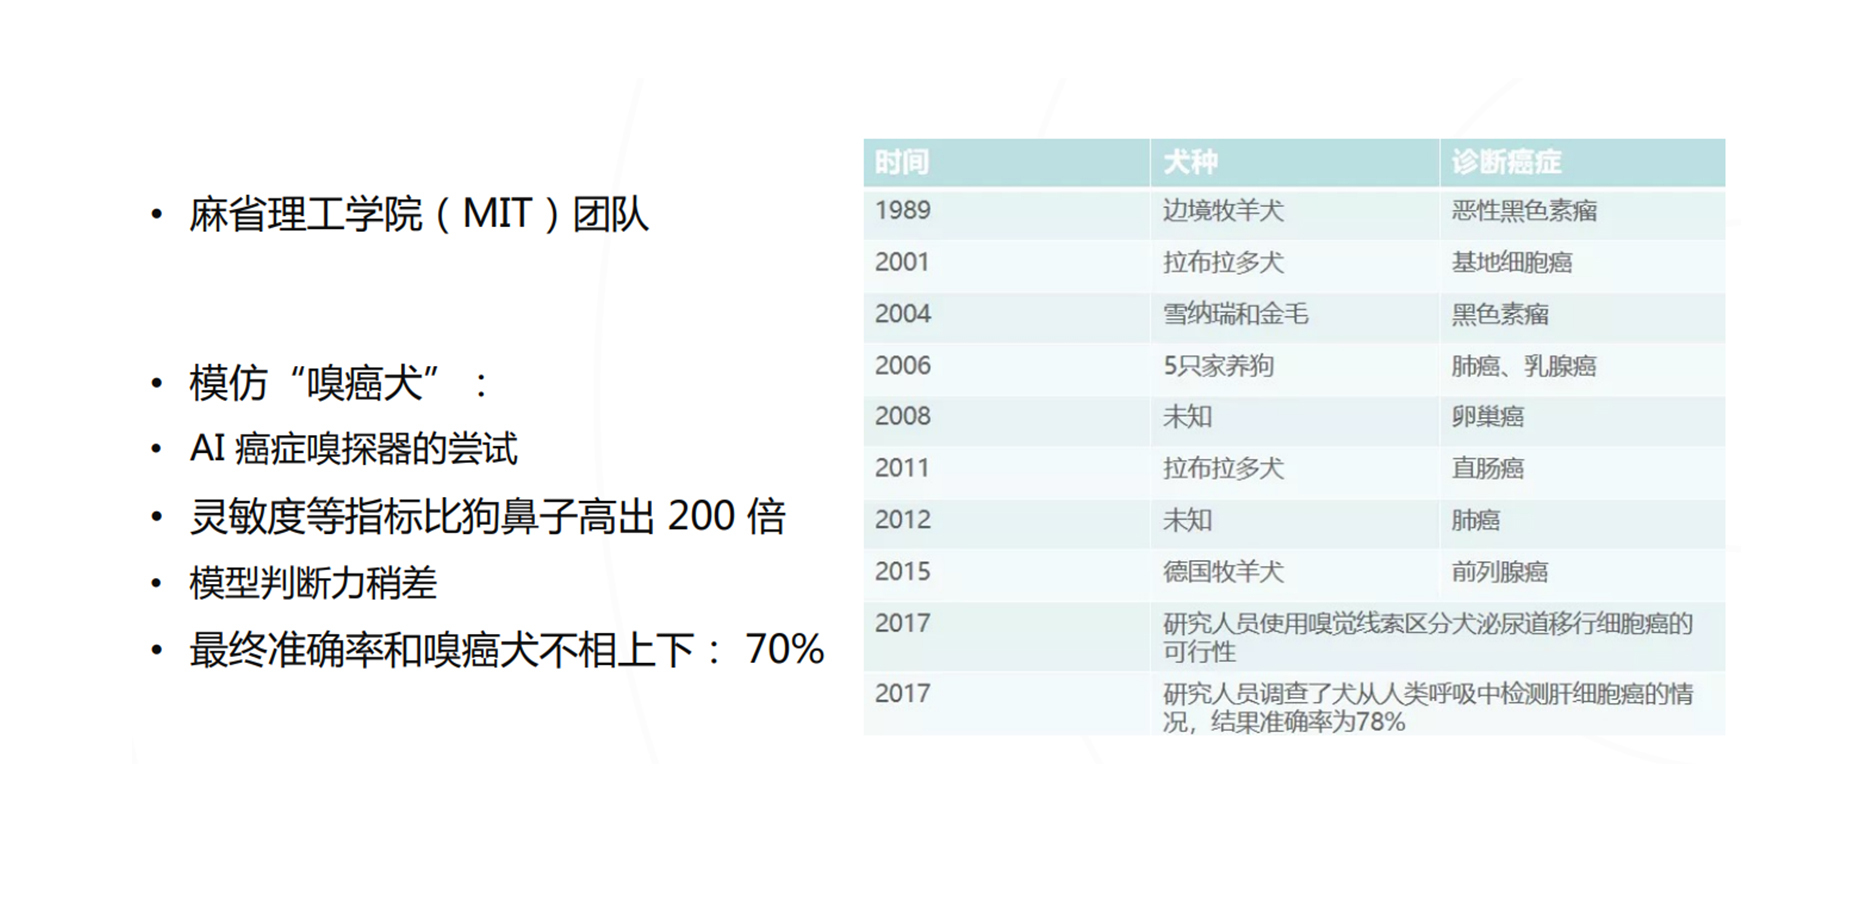 • 麻省理工学院（MIT）团队
• 模仿“嗅癌犬”：
• AI 癌症嗅探器的尝试
• 灵敏度等指标比狗鼻子高出 200 倍
• 模型判断力稍差
• 最终准确率和嗅癌犬不相上下：70%
时间 犬种 诊断癌症
1989 边境牧羊犬 恶性黑色素瘤
2001 拉布拉多犬 基地细胞癌
2004 雪纳瑞和金毛 黑色素瘤
2006 5只家养狗 肺癌、乳腺癌
2008 未知 卵巢癌
2011 拉布拉多犬 直肠癌
2012 未知 肺癌
2015 德国牧羊犬 前列腺癌
2017 研究人员使用嗅觉线索区分犬泌尿道移行细胞癌的
可行性
2017 研究人员调查了犬从人类呼吸中检测肝细胞癌的情
况，结果准确率为78%